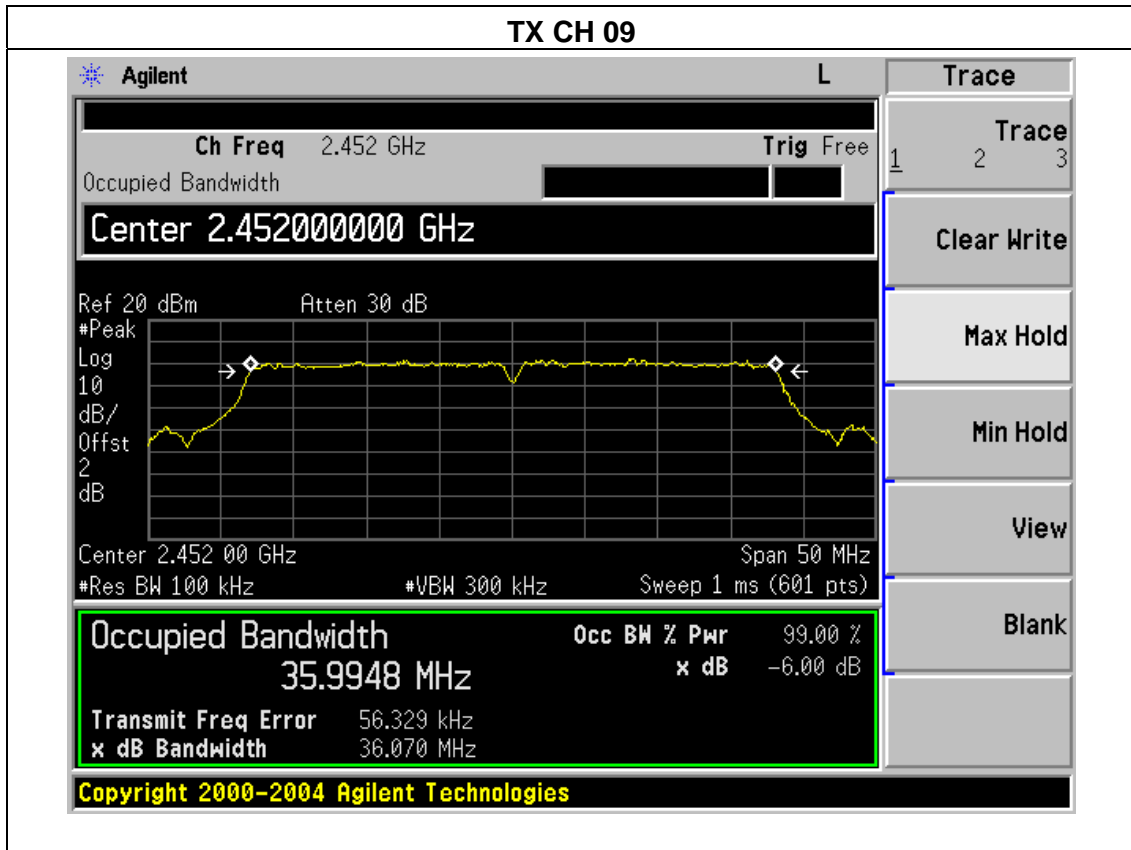 TX CH 09
Agilent L Trace
Ch Freq 2.452 GHz Trig Free
Occupied Bandwidth
Center 2.452000000 GHz
Ref 20 dBm Atten 30 dB
#Peak
Log
10
dB/
Offst
2
dB
Center 2.452 00 GHz Span 50 MHz
#Res BW 100 kHz #VBW 300 kHz Sweep 1 ms (601 pts)
Occupied Bandwidth Occ BW % Pwr 99.00 %
35.9948 MHz x dB -6.00 dB
Transmit Freq Error 56.329 kHz
x dB Bandwidth 36.070 MHz
Copyright 2000-2004 Agilent Technologies
Trace
1 2 3
Clear Write
Max Hold
Min Hold
View
Blank